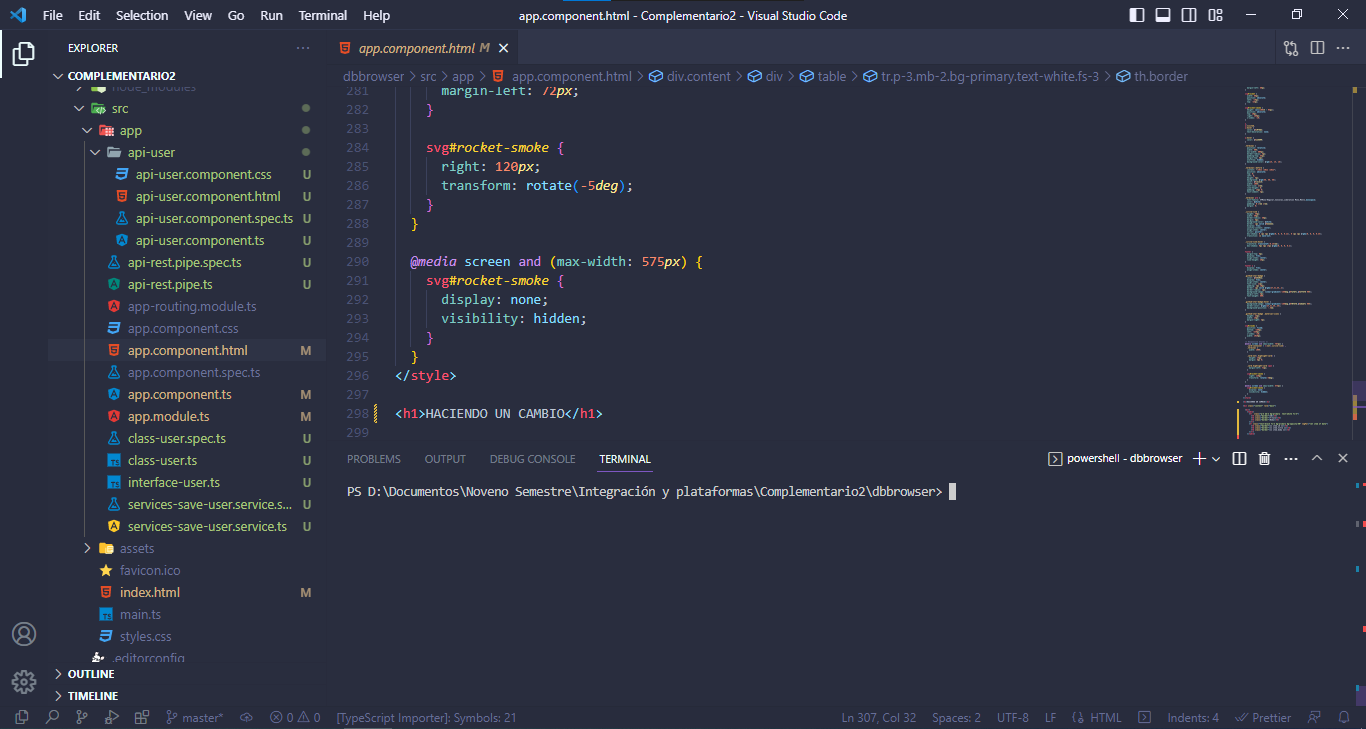 File Edit Selection View Go Run Terminal Help app.component.html - Complementario2 - Visual Studio Code
EXPLORER
COMPLEMENTARIO2
node_modules
src
app
api-user
api-user.component.css U
api-user.component.html U
api-user.component.spec.ts U
api-user.component.ts U
api-rest.pipe.spec.ts U
api-rest.pipe.ts U
app-routing.module.ts
app.component.css
app.component.html M
app.component.spec.ts
app.component.ts M
app.module.ts M
class-user.spec.ts U
class-user.ts U
interface-user.ts U
services-save-user.service.s... U
services-save-user.service.ts U
assets
favicon.ico
index.html M
main.ts
styles.css
.editorconfig
OUTLINE
TIMELINE
app.component.html M
dbbrowser > src > app > app.component.html > div.content > div > table > tr.p-3.mb-2.bg-primary.text-white.fs-3 > th.border
281 margin-left: 72px;
282 }
283
284 svg#rocket-smoke {
285 right: 120px;
286 transform: rotate(-5deg);
287 }
288 }
289
290 @media screen and (max-width: 575px) {
291 svg#rocket-smoke {
292 display: none;
293 visibility: hidden;
294 }
295 }
296 </style>
297
298 <h1>HACIENDO UN CAMBIO</h1>
299
PROBLEMS OUTPUT DEBUG CONSOLE TERMINAL powershell - dbbrowser
PS D:\Documentos\Noveno Semestre\Integración y plataformas\Complementario2\dbbrowser>
master* 0 0 [TypeScript Importer]: Symbols: 21 Ln 307, Col 32 Spaces: 2 UTF-8 LF HTML Indents: 4 Prettier